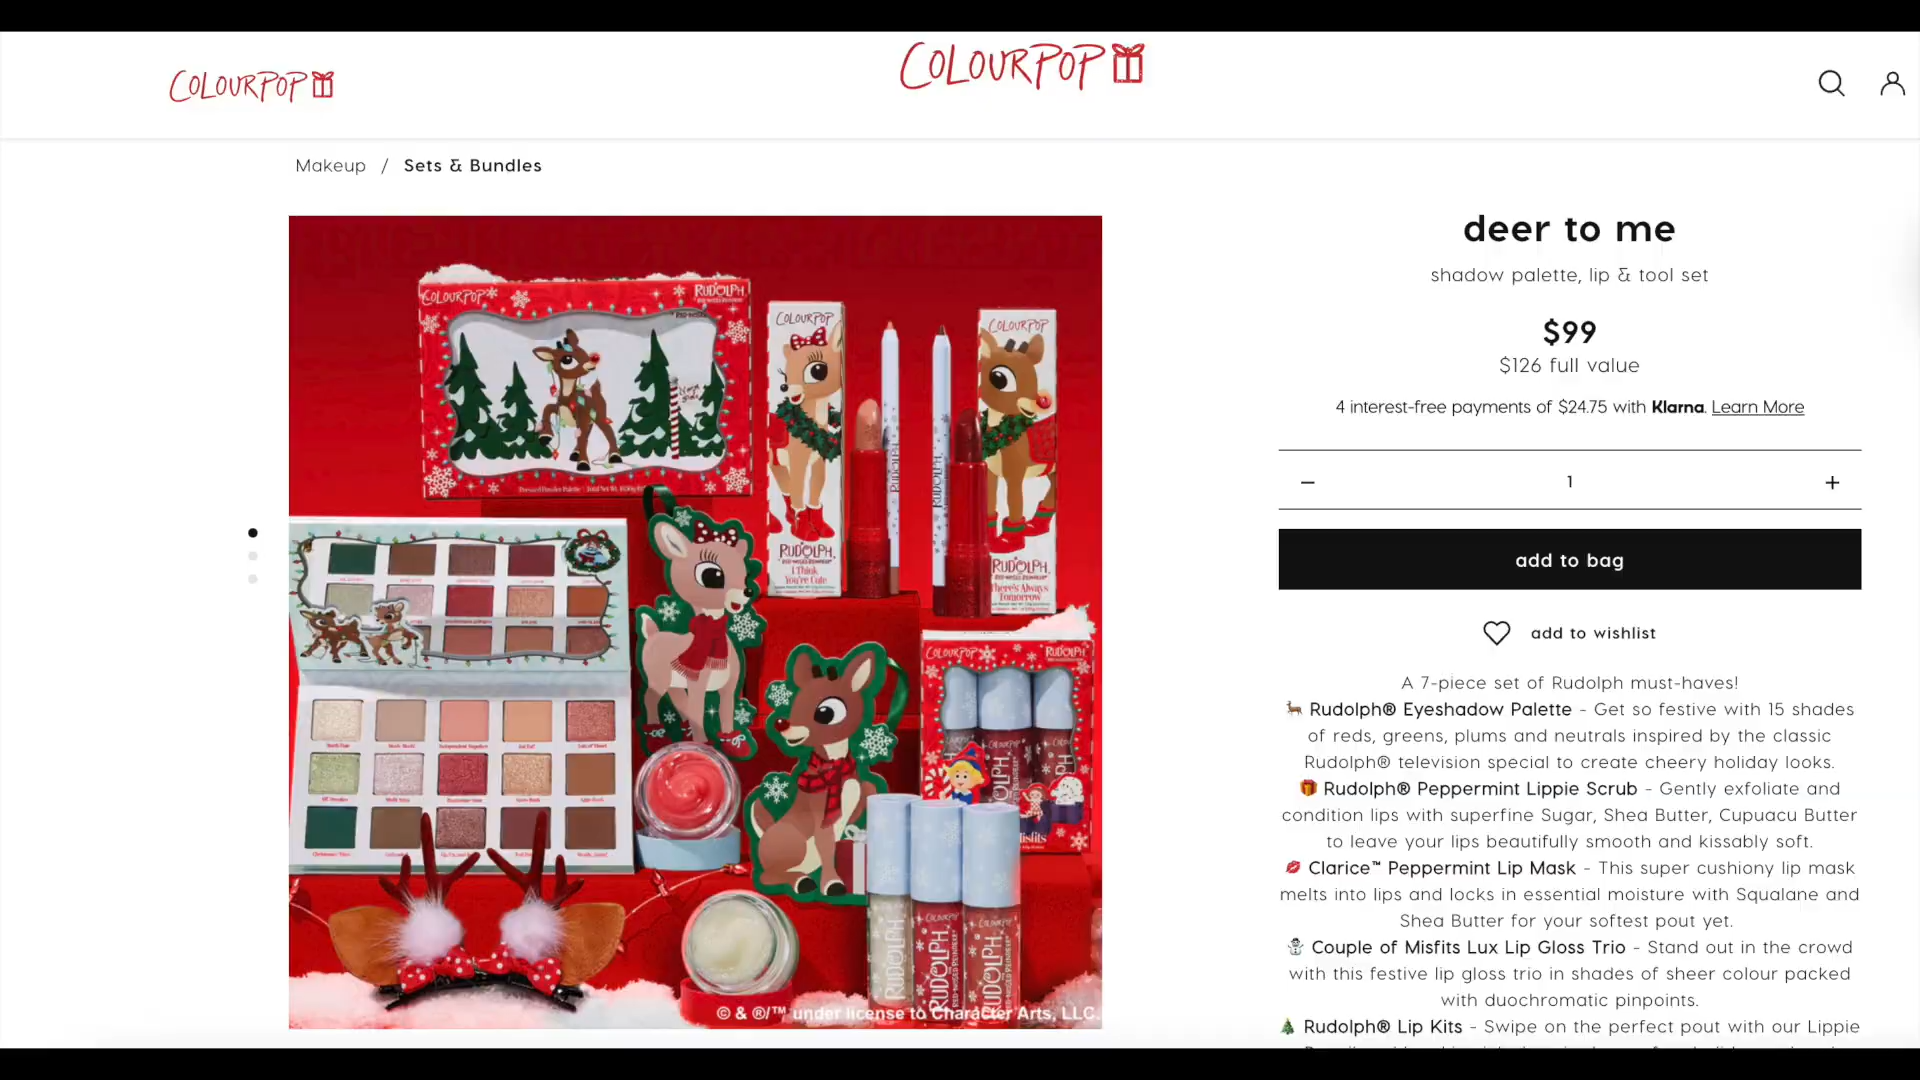 COLOURPOP
COLOURPOP
Makeup / Sets & Bundles
deer to me
shadow palette, lip & tool set
$99
$126 full value
4 interest-free payments of $24.75 with Klarna. Learn More
− 1 +
add to bag
add to wishlist
A 7-piece set of Rudolph must-haves!
🦌 Rudolph® Eyeshadow Palette - Get so festive with 15 shades
of reds, greens, plums and neutrals inspired by the classic
Rudolph® television special to create cheery holiday looks.
🎁 Rudolph® Peppermint Lippie Scrub - Gently exfoliate and
condition lips with superfine Sugar, Shea Butter, Cupuacu Butter
to leave your lips beautifully smooth and kissably soft.
💋 Clarice™ Peppermint Lip Mask - This super cushiony lip mask
melts into lips and locks in essential moisture with Squalane and
Shea Butter for your softest pout yet.
⛄ Couple of Misfits Lux Lip Gloss Trio - Stand out in the crowd
with this festive lip gloss trio in shades of sheer colour packed
with duochromatic pinpoints.
🎄 Rudolph® Lip Kits - Swipe on the perfect pout with our Lippie
COLOURPOP
RUDOLPH
COLOURPOP
RUDOLPH
I Think
You're Cute
COLOURPOP
RUDOLPH
There's Always
Tomorrow
RUDOLPH
RUDOLPH
COLOURPOP
RUDOLPH
Misfits
RUDOLPH
COLOURPOP
RUDOLPH
COLOURPOP
RUDOLPH
© & ®/™ under license to Character Arts, LLC.